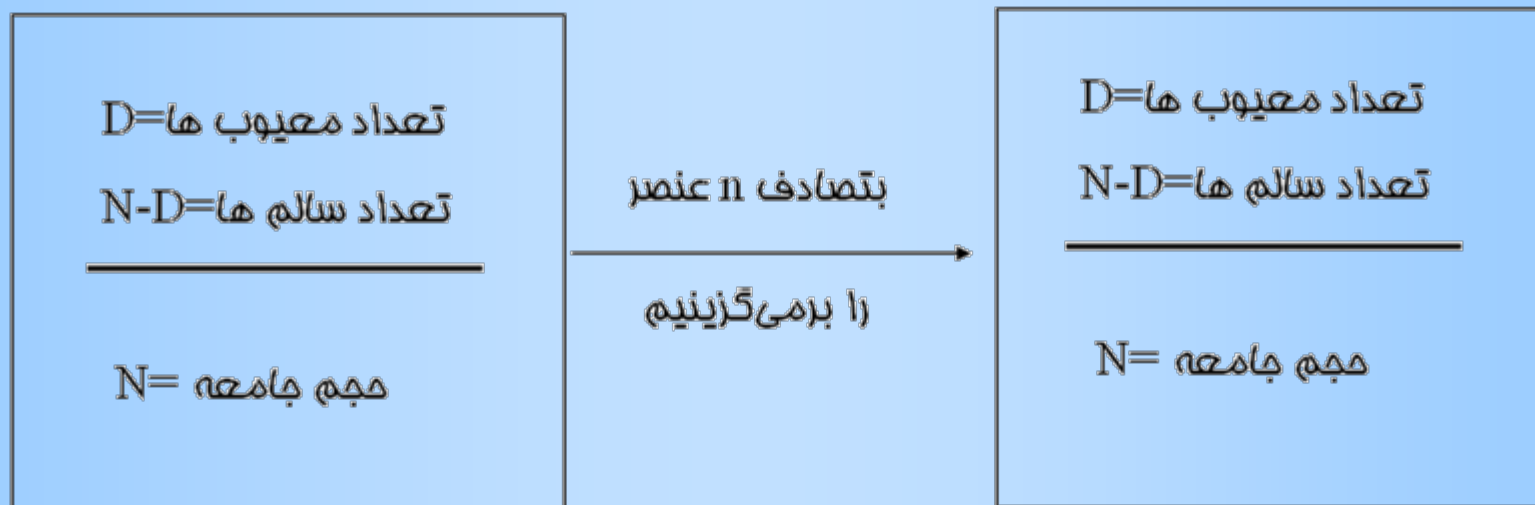 تعداد معیوب ها=D
تعداد سالم ها=N-D
حجم جامعه =N
بتصادف n عنصر
را برمی‌گزینیم
تعداد معیوب ها=D
تعداد سالم ها=N-D
حجم جامعه =N